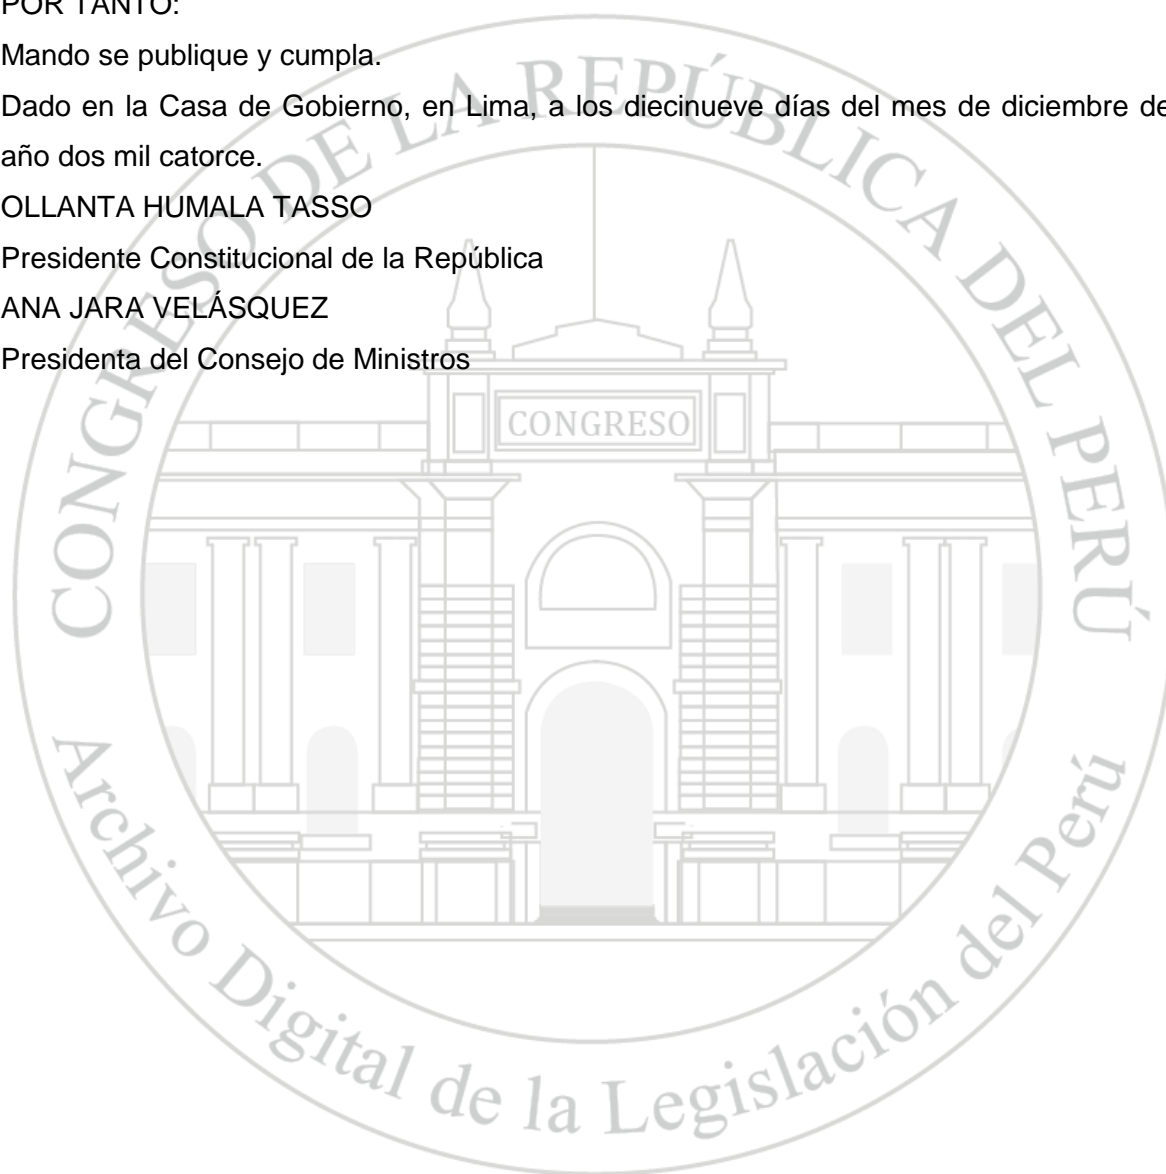 POR TANTO:
Mando se publique y cumpla.
Dado en la Casa de Gobierno, en Lima, a los diecinueve días del mes de diciembre de
año dos mil catorce.
OLLANTA HUMALA TASSO
Presidente Constitucional de la República
ANA JARA VELÁSQUEZ
Presidenta del Consejo de Ministros
CONGRESO DE LA REPÚBLICA DEL PERÚ
CONGRESO
Archivo Digital de la Legislación del Perú